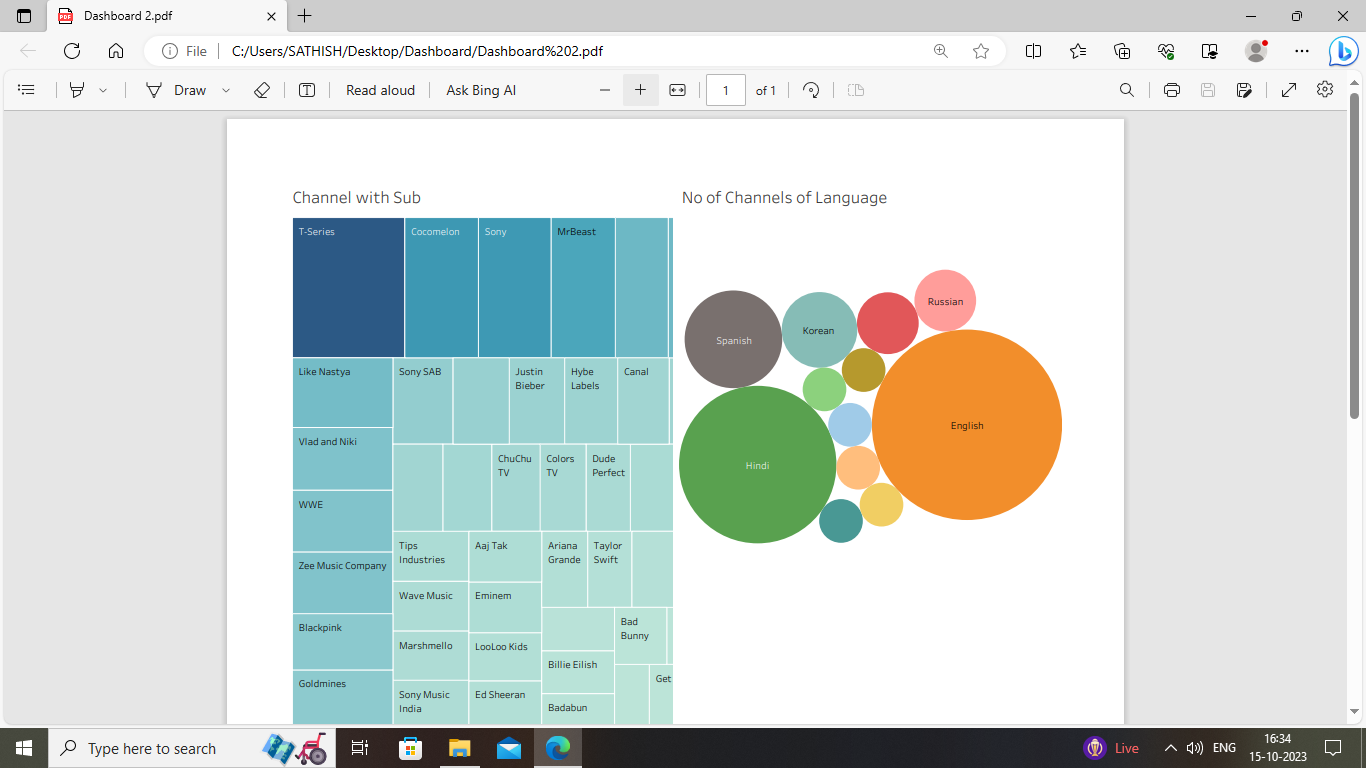 Dashboard 2.pdf
File
C:/Users/SATHISH/Desktop/Dashboard/Dashboard%202.pdf
Draw
Read aloud
Ask Bing AI
1
of 1
Channel with Sub
T-Series
Cocomelon
Sony
MrBeast
Like Nastya
Sony SAB
Justin
Bieber
Hybe
Labels
Canal
Vlad and Niki
ChuChu
TV
Colors
TV
Dude
Perfect
WWE
Tips
Industries
Aaj Tak
Ariana
Grande
Taylor
Swift
Zee Music Company
Wave Music
Eminem
Blackpink
Bad
Bunny
Marshmello
LooLoo Kids
Billie Eilish
Goldmines
Get
Sony Music
India
Ed Sheeran
Badabun
No of Channels of Language
Russian
Korean
Spanish
English
Hindi
Type here to search
Live
ENG
16:34
15-10-2023